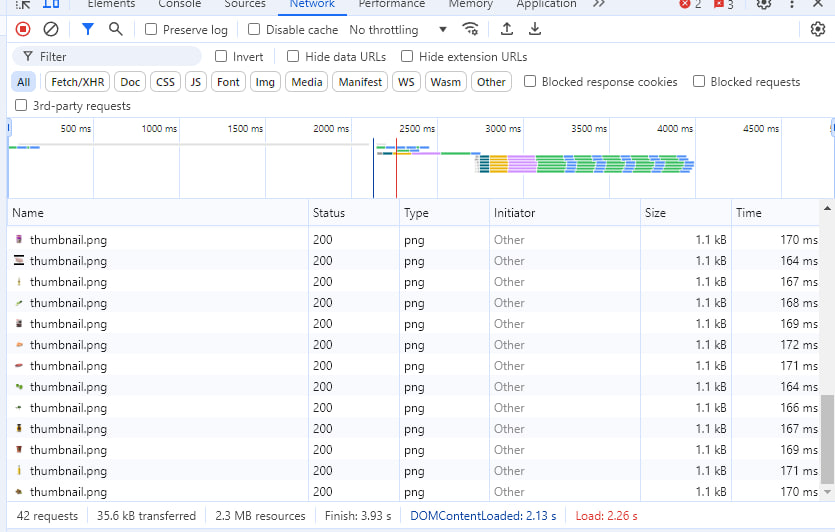 Elements Console Sources Network Performance Memory Application 2 3
Preserve log Disable cache No throttling
Filter Invert Hide data URLs Hide extension URLs
All Fetch/XHR Doc CSS JS Font Img Media Manifest WS Wasm Other Blocked response cookies Blocked requests
3rd-party requests
500 ms 1000 ms 1500 ms 2000 ms 2500 ms 3000 ms 3500 ms 4000 ms 4500 ms
Name Status Type Initiator Size Time
thumbnail.png 200 png Other 1.1 kB 170 ms
thumbnail.png 200 png Other 1.1 kB 164 ms
thumbnail.png 200 png Other 1.1 kB 167 ms
thumbnail.png 200 png Other 1.1 kB 168 ms
thumbnail.png 200 png Other 1.1 kB 169 ms
thumbnail.png 200 png Other 1.1 kB 172 ms
thumbnail.png 200 png Other 1.1 kB 171 ms
thumbnail.png 200 png Other 1.1 kB 164 ms
thumbnail.png 200 png Other 1.1 kB 166 ms
thumbnail.png 200 png Other 1.1 kB 167 ms
thumbnail.png 200 png Other 1.1 kB 169 ms
thumbnail.png 200 png Other 1.1 kB 171 ms
thumbnail.png 200 png Other 1.1 kB 170 ms
42 requests 35.6 kB transferred 2.3 MB resources Finish: 3.93 s DOMContentLoaded: 2.13 s Load: 2.26 s